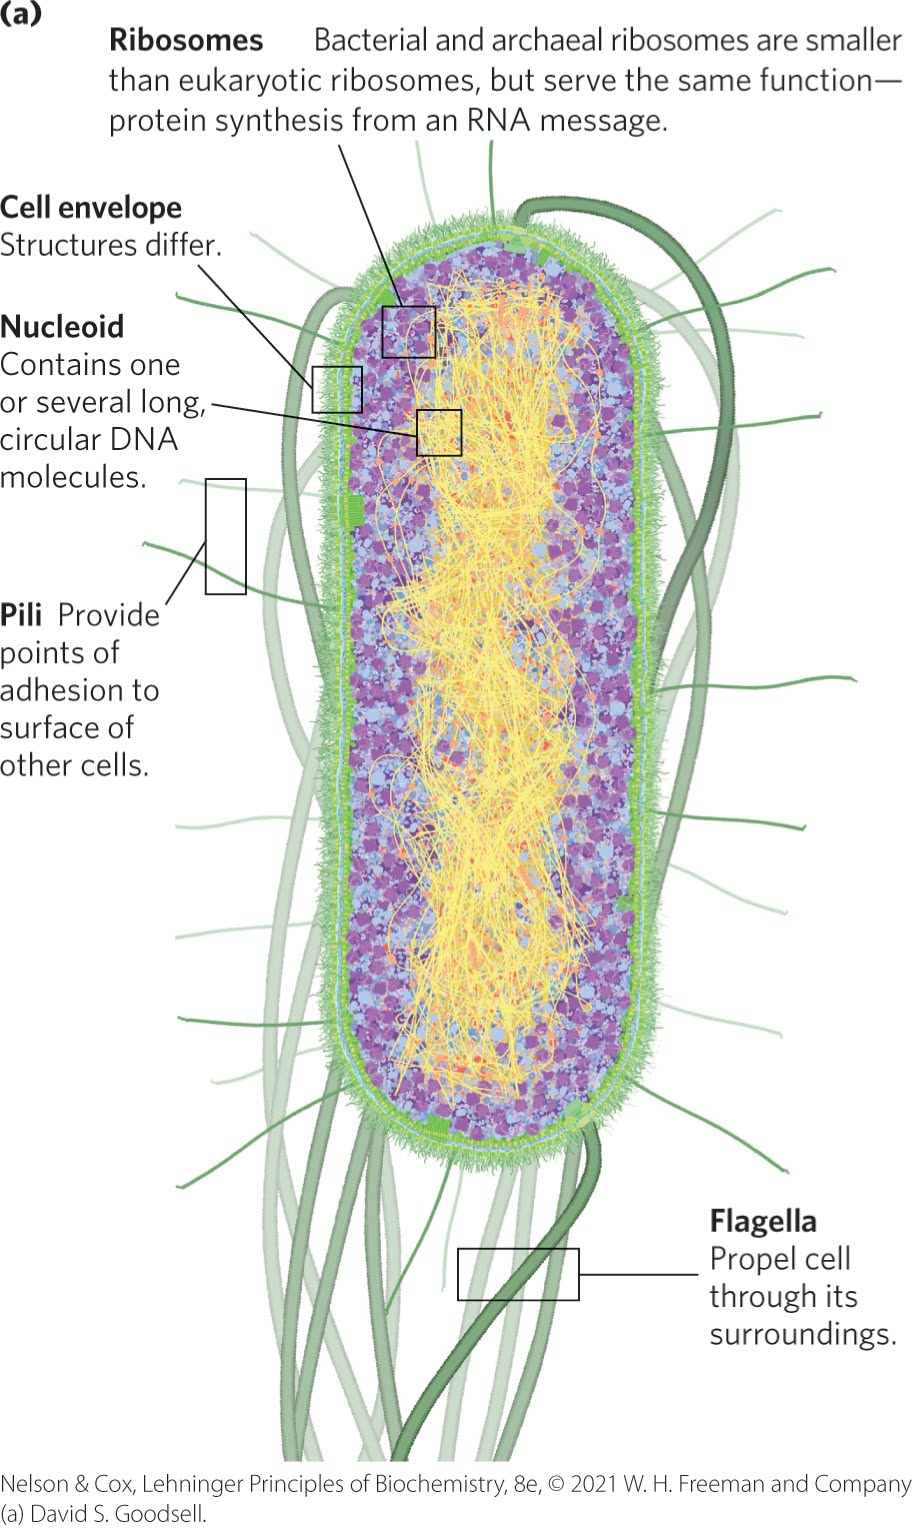 (a)
Ribosomes Bacterial and archaeal ribosomes are smaller
than eukaryotic ribosomes, but serve the same function—
protein synthesis from an RNA message.
Cell envelope
Structures differ.
Nucleoid
Contains one
or several long,
circular DNA
molecules.
Pili Provide
points of
adhesion to
surface of
other cells.
Flagella
Propel cell
through its
surroundings.
Nelson & Cox, Lehninger Principles of Biochemistry, 8e, © 2021 W. H. Freeman and Company
(a) David S. Goodsell.